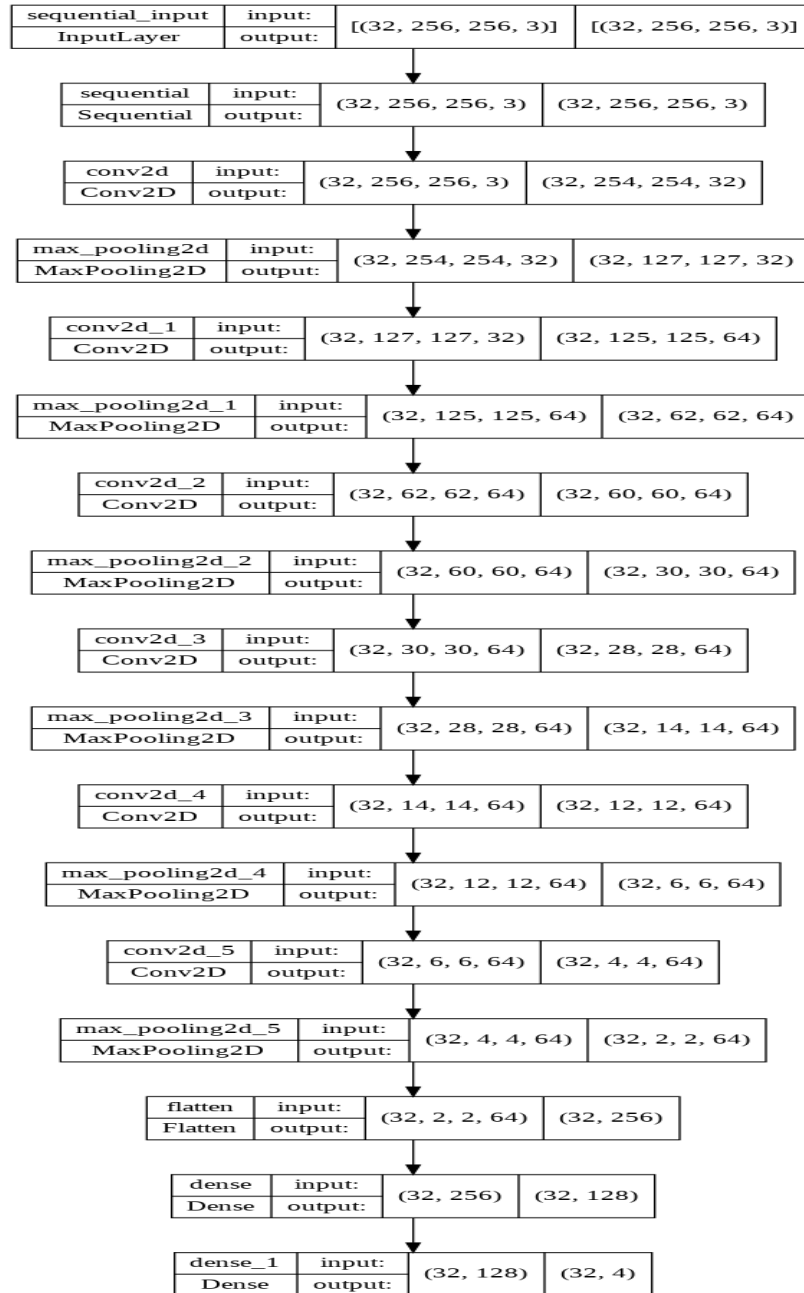 sequential_input input: [(32, 256, 256, 3)] [(32, 256, 256, 3)]
InputLayer output:
sequential input: (32, 256, 256, 3) (32, 256, 256, 3)
Sequential output:
conv2d input: (32, 256, 256, 3) (32, 254, 254, 32)
Conv2D output:
max_pooling2d input: (32, 254, 254, 32) (32, 127, 127, 32)
MaxPooling2D output:
conv2d_1 input: (32, 127, 127, 32) (32, 125, 125, 64)
Conv2D output:
max_pooling2d_1 input: (32, 125, 125, 64) (32, 62, 62, 64)
MaxPooling2D output:
conv2d_2 input: (32, 62, 62, 64) (32, 60, 60, 64)
Conv2D output:
max_pooling2d_2 input: (32, 60, 60, 64) (32, 30, 30, 64)
MaxPooling2D output:
conv2d_3 input: (32, 30, 30, 64) (32, 28, 28, 64)
Conv2D output:
max_pooling2d_3 input: (32, 28, 28, 64) (32, 14, 14, 64)
MaxPooling2D output:
conv2d_4 input: (32, 14, 14, 64) (32, 12, 12, 64)
Conv2D output:
max_pooling2d_4 input: (32, 12, 12, 64) (32, 6, 6, 64)
MaxPooling2D output:
conv2d_5 input: (32, 6, 6, 64) (32, 4, 4, 64)
Conv2D output:
max_pooling2d_5 input: (32, 4, 4, 64) (32, 2, 2, 64)
MaxPooling2D output:
flatten input: (32, 2, 2, 64) (32, 256)
Flatten output:
dense input: (32, 256) (32, 128)
Dense output:
dense_1 input: (32, 128) (32, 4)
Dense output: